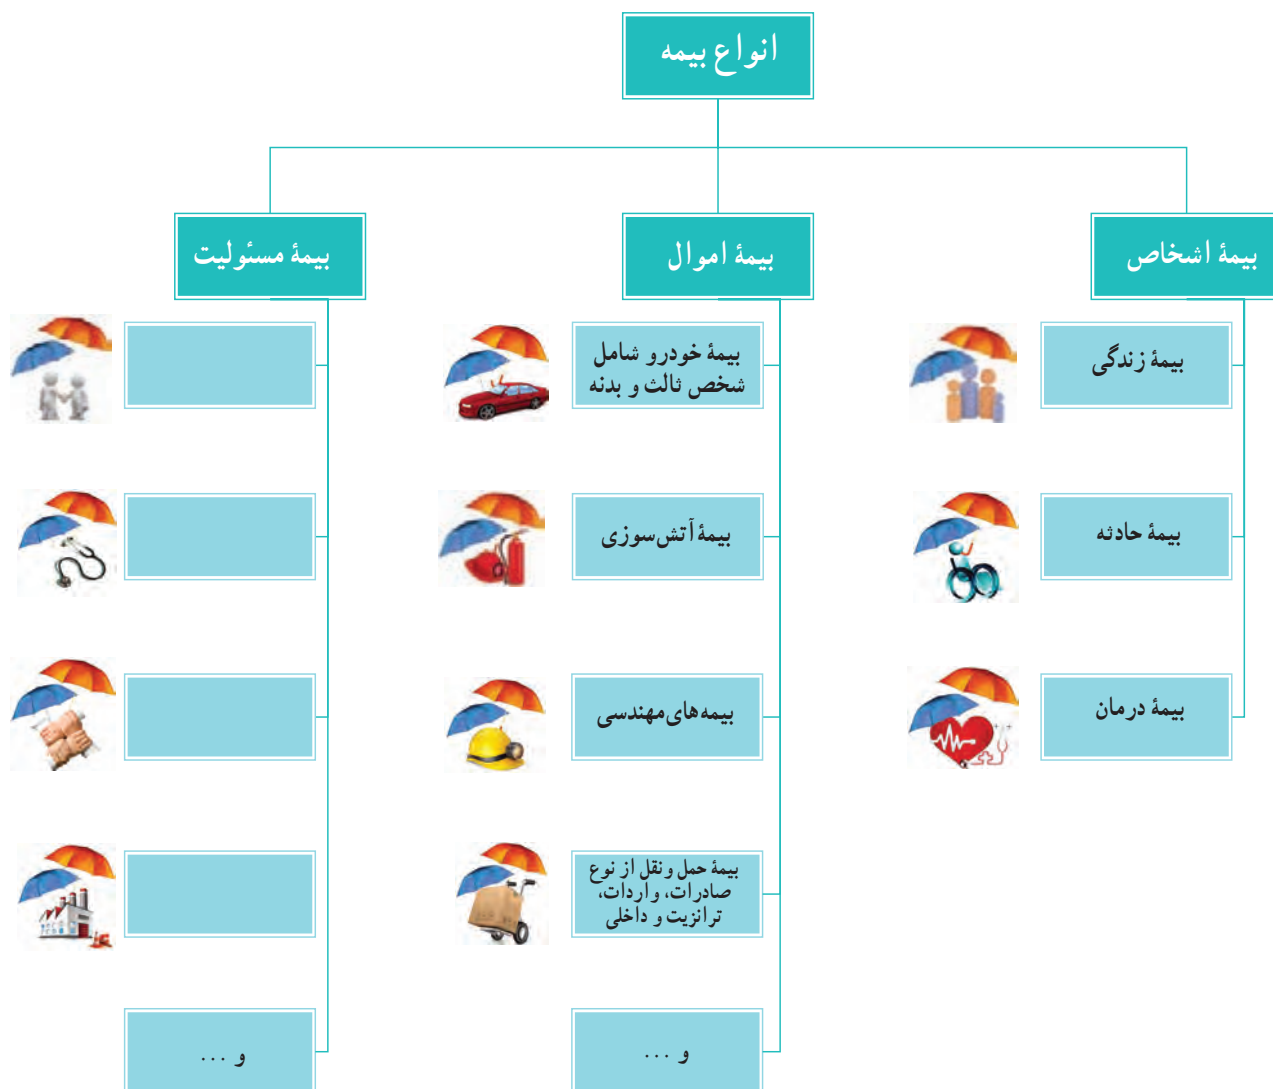 انواع بیمه
بیمهٔ اشخاص
بیمهٔ زندگی
بیمهٔ حادثه
بیمهٔ درمان
بیمهٔ اموال
بیمهٔ خودرو شامل
شخص ثالث و بدنه
بیمهٔ آتش‌سوزی
بیمه‌های مهندسی
بیمهٔ حمل و نقل از نوع
صادرات، واردات،
ترانزیت و داخلی
و ...
بیمهٔ مسئولیت
و ...